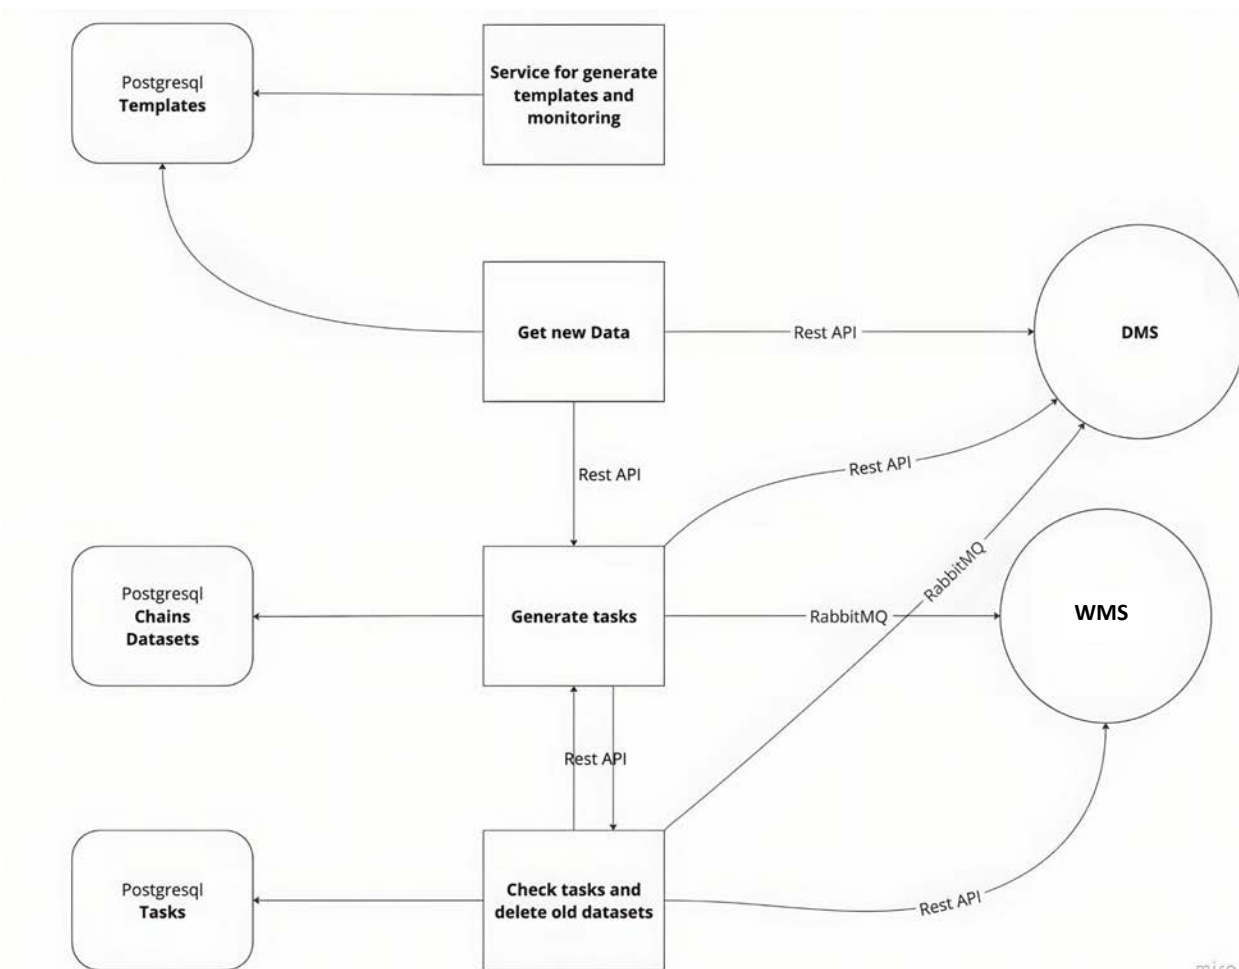 Postgresql
Templates
Service for generate
templates and
monitoring
Get new Data
Rest API
DMS
Rest API
Rest API
RabbitMQ
Postgresql
Chains
Datasets
Generate tasks
RabbitMQ
WMS
Rest API
Postgresql
Tasks
Check tasks and
delete old datasets
Rest API